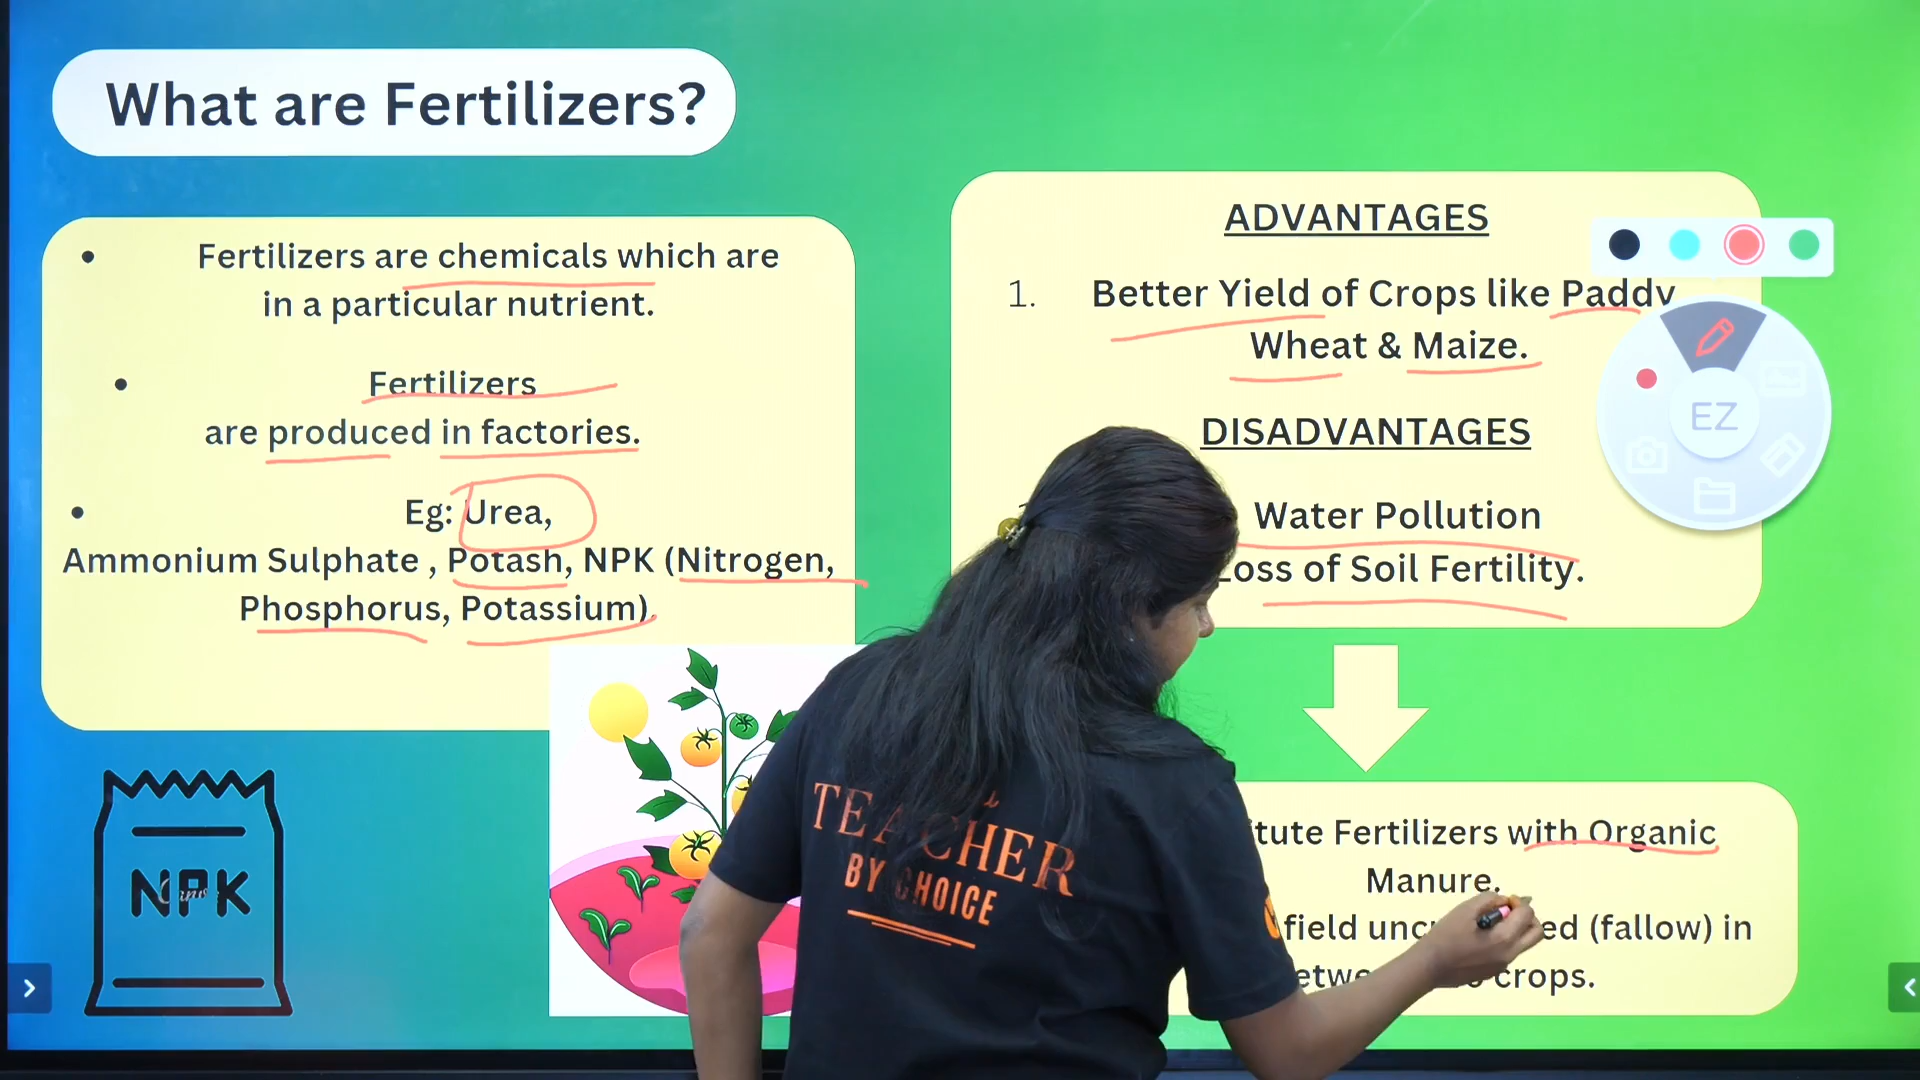 What are Fertilizers?
• Fertilizers are chemicals which are
in a particular nutrient.
• Fertilizers
are produced in factories.
• Eg: Urea,
Ammonium Sulphate , Potash, NPK (Nitrogen,
Phosphorus, Potassium).
NPK
Canva
ADVANTAGES
1. Better Yield of Crops like Paddy
Wheat & Maize.
DISADVANTAGES
Water Pollution
Loss of Soil Fertility.
Fertilizers with Organic
Manure.
field (fallow) in
crops.
EZ
TEACHER
BY CHOICE